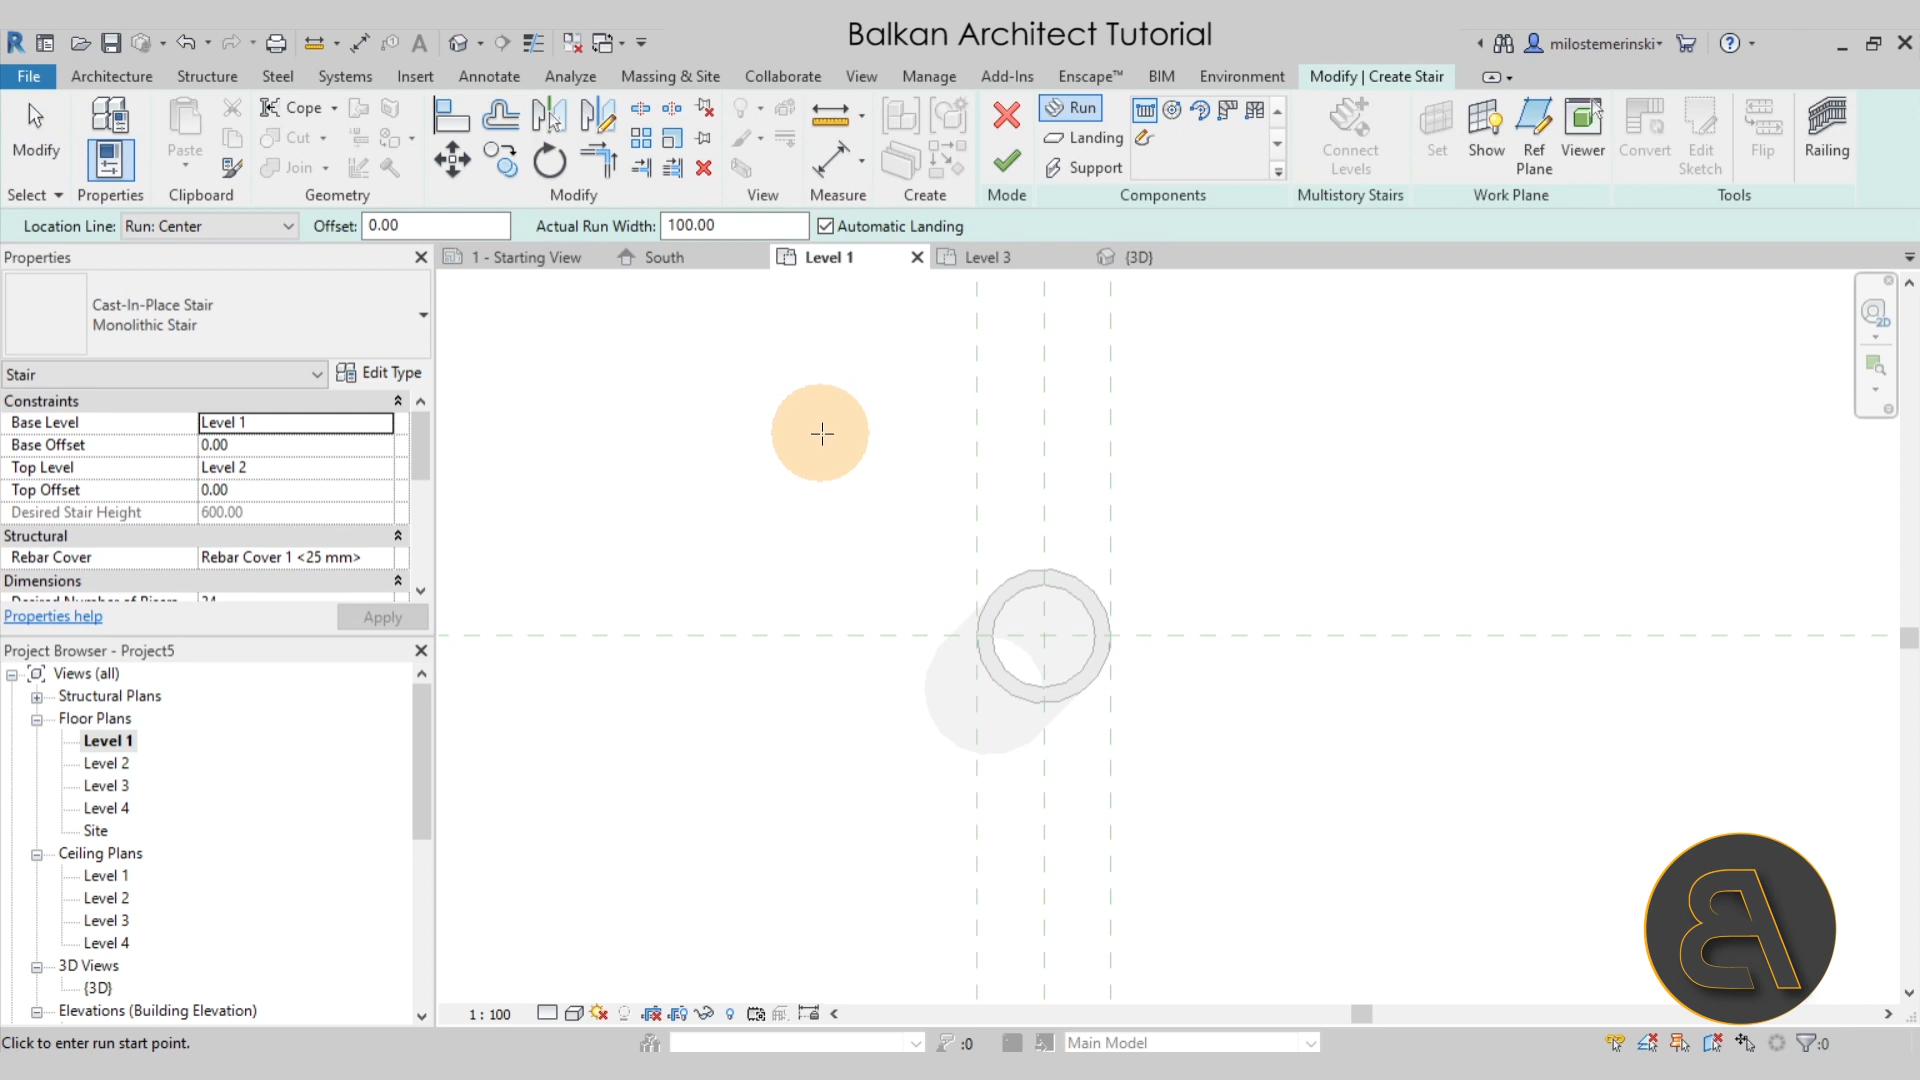 Balkan Architect Tutorial
milostemerinski
File Architecture Structure Steel Systems Insert Annotate Analyze Massing & Site Collaborate View Manage Add-Ins Enscape™ BIM Environment Modify | Create Stair
Modify
Paste
Cope
Cut
Join
Run
Landing
Support
Connect Levels
Set
Show
Ref Plane
Viewer
Convert
Edit Sketch
Flip
Railing
Select Properties Clipboard Geometry Modify View Measure Create Mode Components Multistory Stairs Work Plane Tools
Location Line: Run: Center Offset: 0.00 Actual Run Width: 100.00 Automatic Landing
Properties
1 - Starting View South Level 1 Level 3 {3D}
2D
Cast-In-Place Stair
Monolithic Stair
Stair Edit Type
Constraints
Base Level Level 1
Base Offset 0.00
Top Level Level 2
Top Offset 0.00
Desired Stair Height 600.00
Structural
Rebar Cover Rebar Cover 1 <25 mm>
Dimensions
Properties help Apply
Project Browser - Project5
Views (all)
Structural Plans
Floor Plans
Level 1
Level 2
Level 3
Level 4
Site
Ceiling Plans
Level 1
Level 2
Level 3
Level 4
3D Views
{3D}
Elevations (Building Elevation)
1 : 100
Click to enter run start point.
:0
Main Model
:0